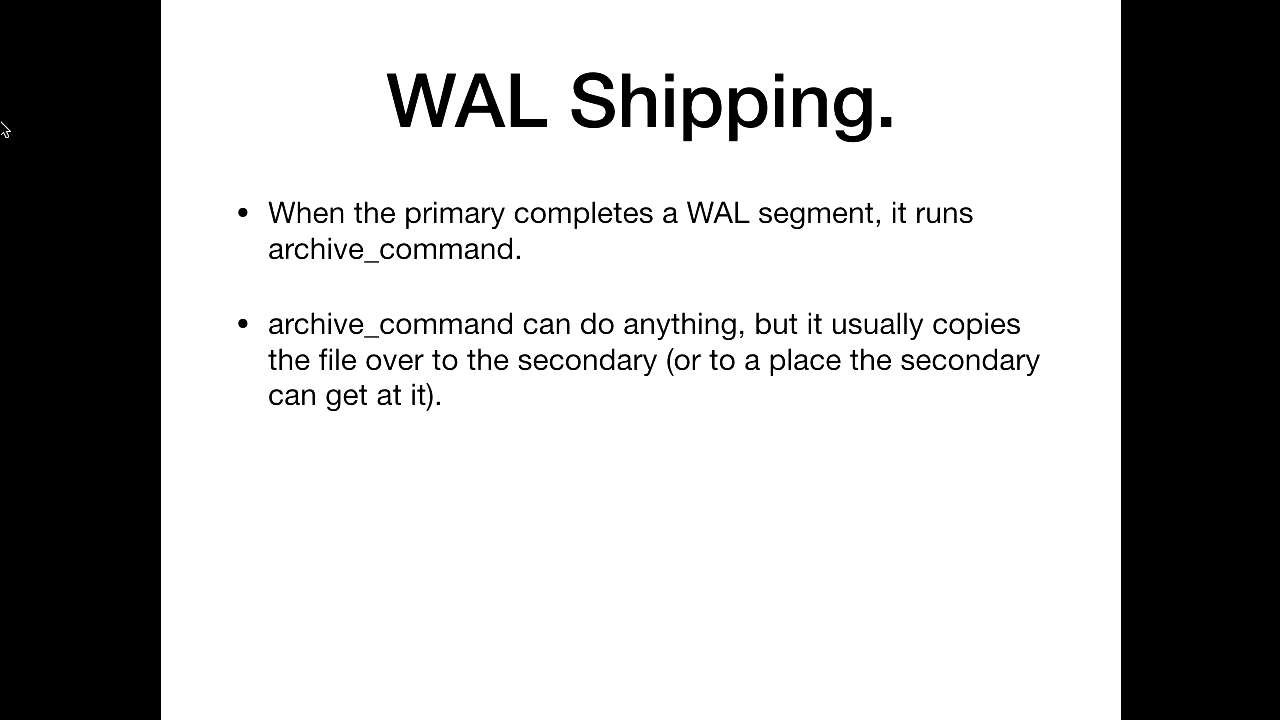 WAL Shipping.
• When the primary completes a WAL segment, it runs
archive_command.
• archive_command can do anything, but it usually copies
the file over to the secondary (or to a place the secondary
can get at it).